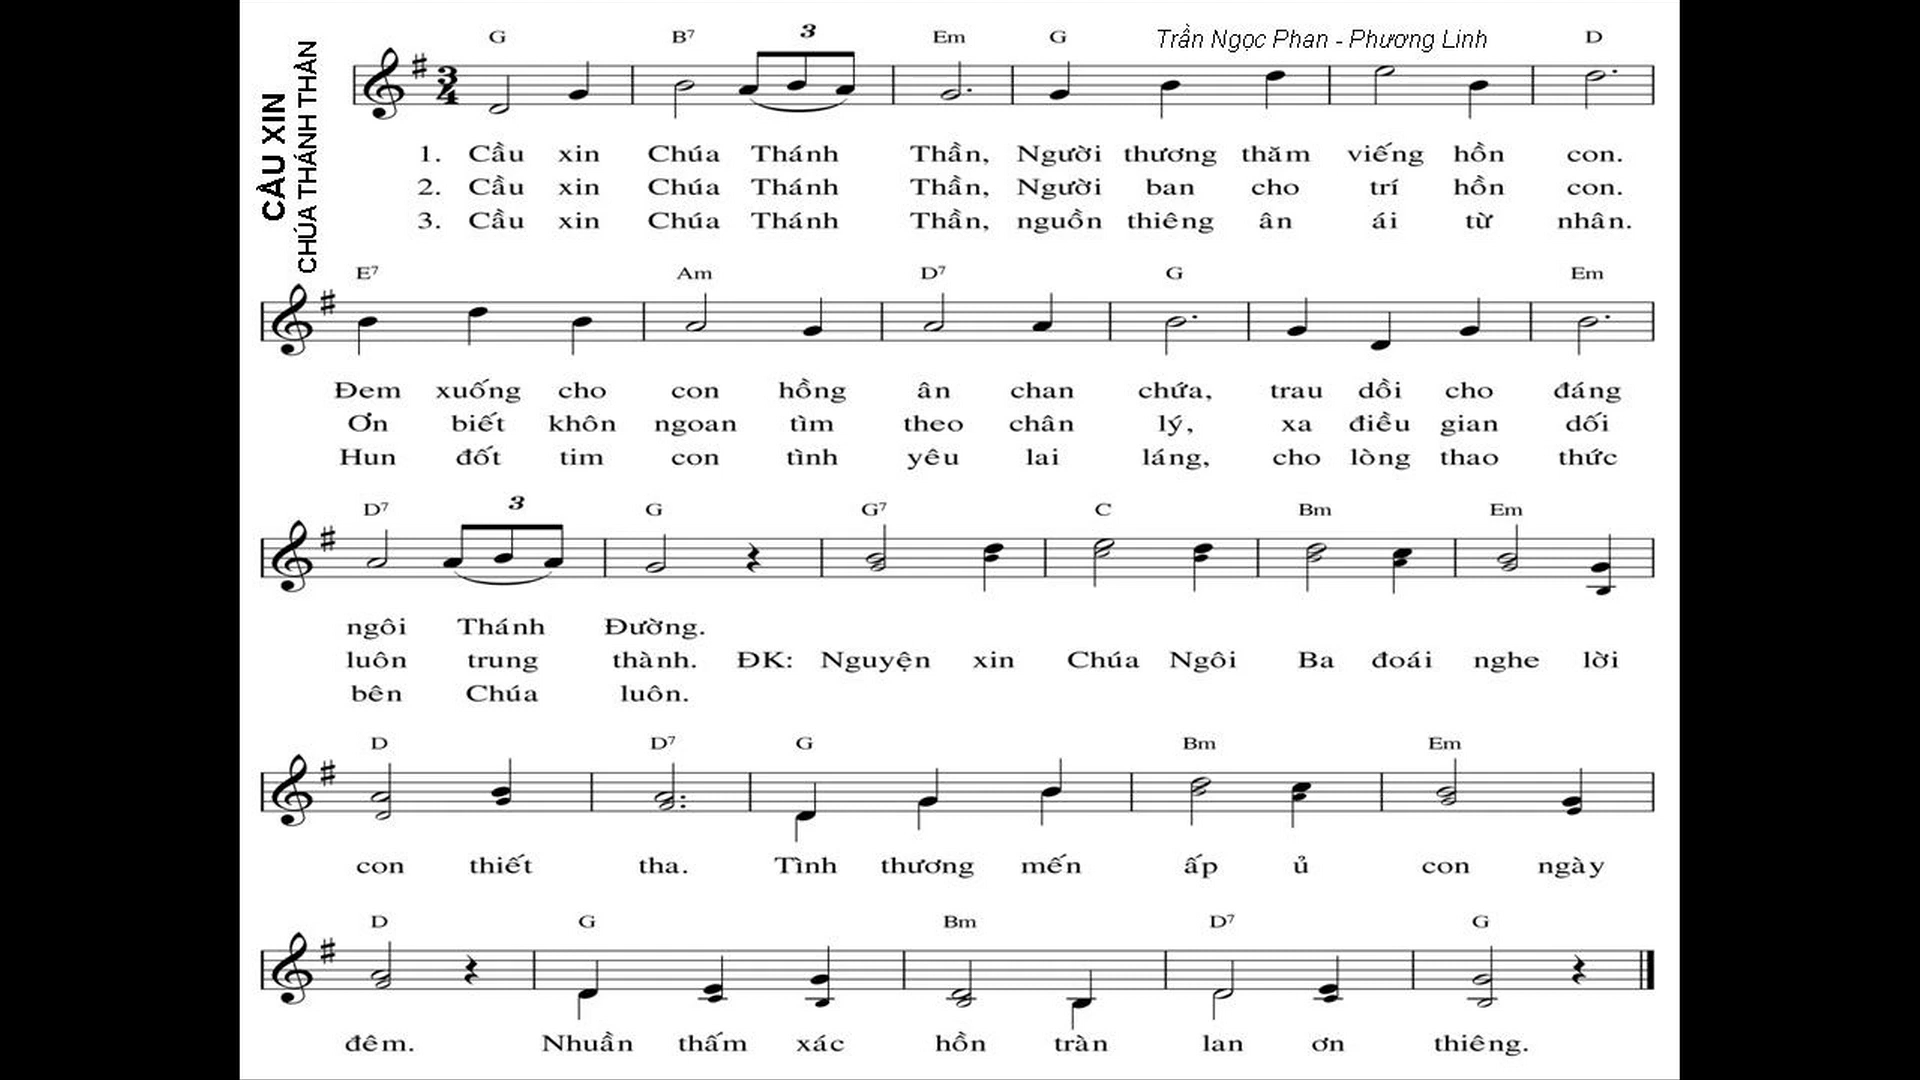 CẦU XIN
CHÚA THÁNH THẦN
G B7 3 Em G Trần Ngọc Phan - Phương Linh D
3 4
1. Cầu xin Chúa Thánh Thần, Người thương thăm viếng hồn con.
2. Cầu xin Chúa Thánh Thần, Người ban cho trí hồn con.
3. Cầu xin Chúa Thánh Thần, nguồn thiêng ân ái từ nhân.
E7 Am D7 G Em
Đem xuống cho con hồng ân chan chứa, trau dồi cho đáng
Ơn biết khôn ngoan tìm theo chân lý, xa điều gian dối
Hun đốt tim con tình yêu lai láng, cho lòng thao thức
D7 3 G G7 C Bm Em
ngôi Thánh Đường.
luôn trung thành. ĐK: Nguyện xin Chúa Ngôi Ba đoái nghe lời
bên Chúa luôn.
D D7 G Bm Em
con thiết tha. Tình thương mến ấp ủ con ngày
D G Bm D7 G
đêm. Nhuần thấm xác hồn tràn lan ơn thiêng.